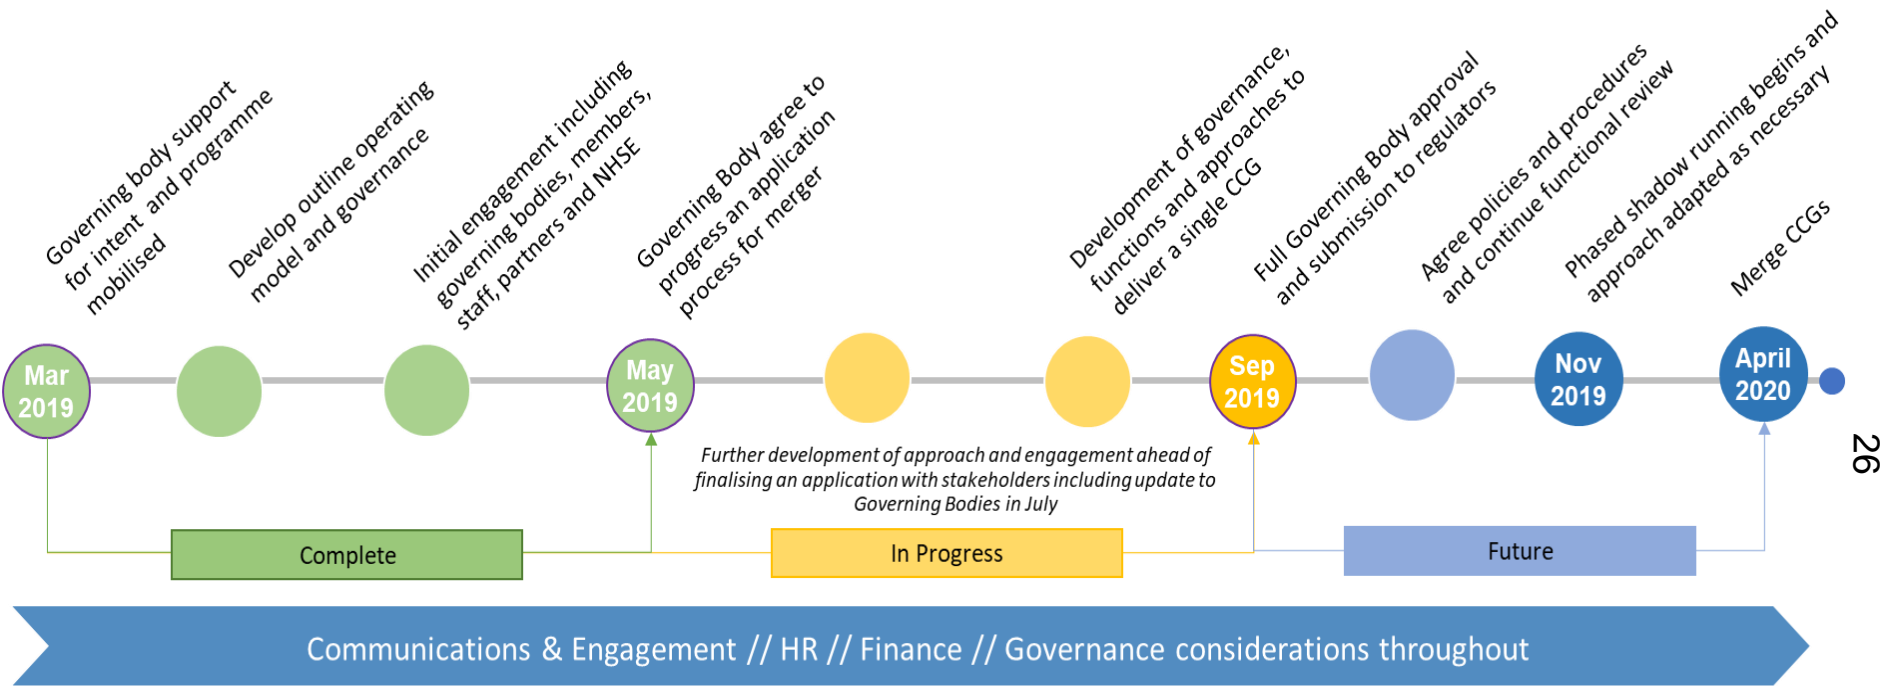 Governing body support
for intent and programme
mobilised
Develop outline operating
model and governance
Initial engagement including
governing bodies, members,
staff, partners and NHSE
Governing Body agree to
progress an application
process for merger
Development of governance,
functions and approaches to
deliver a single CCG
Full Governing Body approval
and submission to regulators
Agree policies and procedures
and continue functional review
Phased shadow running begins and
approach adapted as necessary
Merge CCGs
Mar
2019
May
2019
Sep
2019
Nov
2019
April
2020
Further development of approach and engagement ahead of
finalising an application with stakeholders including update to
Governing Bodies in July
Complete
In Progress
Future
26
Communications & Engagement // HR // Finance // Governance considerations throughout